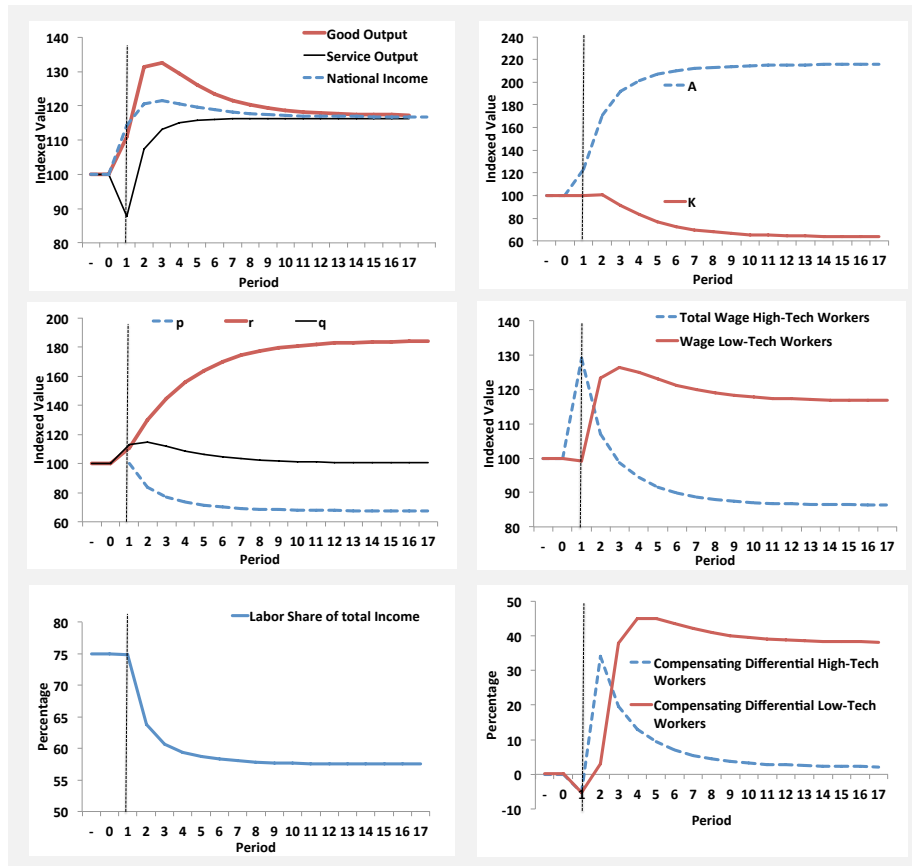 140
130
120
110
100
90
80
Indexed Value
Good Output
Service Output
National Income
- 0 1 2 3 4 5 6 7 8 9 10 11 12 13 14 15 16 17
Period
240
220
200
180
160
140
120
100
80
60
Indexed Value
A
K
- 0 1 2 3 4 5 6 7 8 9 10 11 12 13 14 15 16 17
Period
200
180
160
140
120
100
80
60
Indexed Value
p r q
- 0 1 2 3 4 5 6 7 8 9 10 11 12 13 14 15 16 17
Period
140
130
120
110
100
90
80
Indexed Value
Total Wage High-Tech Workers
Wage Low-Tech Workers
- 0 1 2 3 4 5 6 7 8 9 10 11 12 13 14 15 16 17
Period
80
75
70
65
60
55
50
Percentage
Labor Share of total Income
- 0 1 2 3 4 5 6 7 8 9 10 11 12 13 14 15 16 17
Period
50
40
30
20
10
0
-10
Percentage
Compensating Differential High-Tech
Workers
Compensating Differential Low-Tech
Workers
- 0 1 2 3 4 5 6 7 8 9 10 11 12 13 14 15 16 17
Period